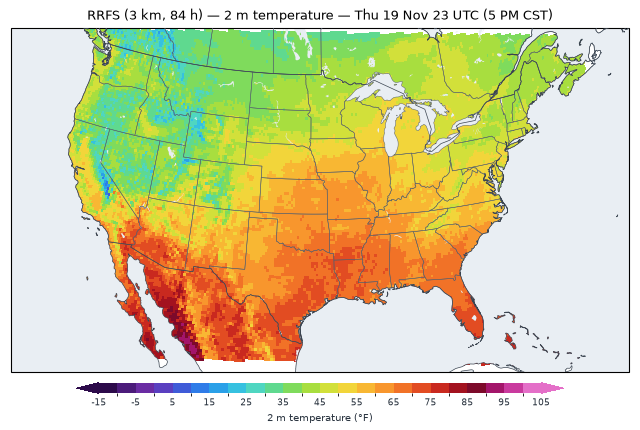 RRFS (3 km, 84 h) — 2 m temperature — Thu 19 Nov 23 UTC (5 PM CST)
-15 -5 5 15 25 35 45 55 65 75 85 95 105
2 m temperature (°F)